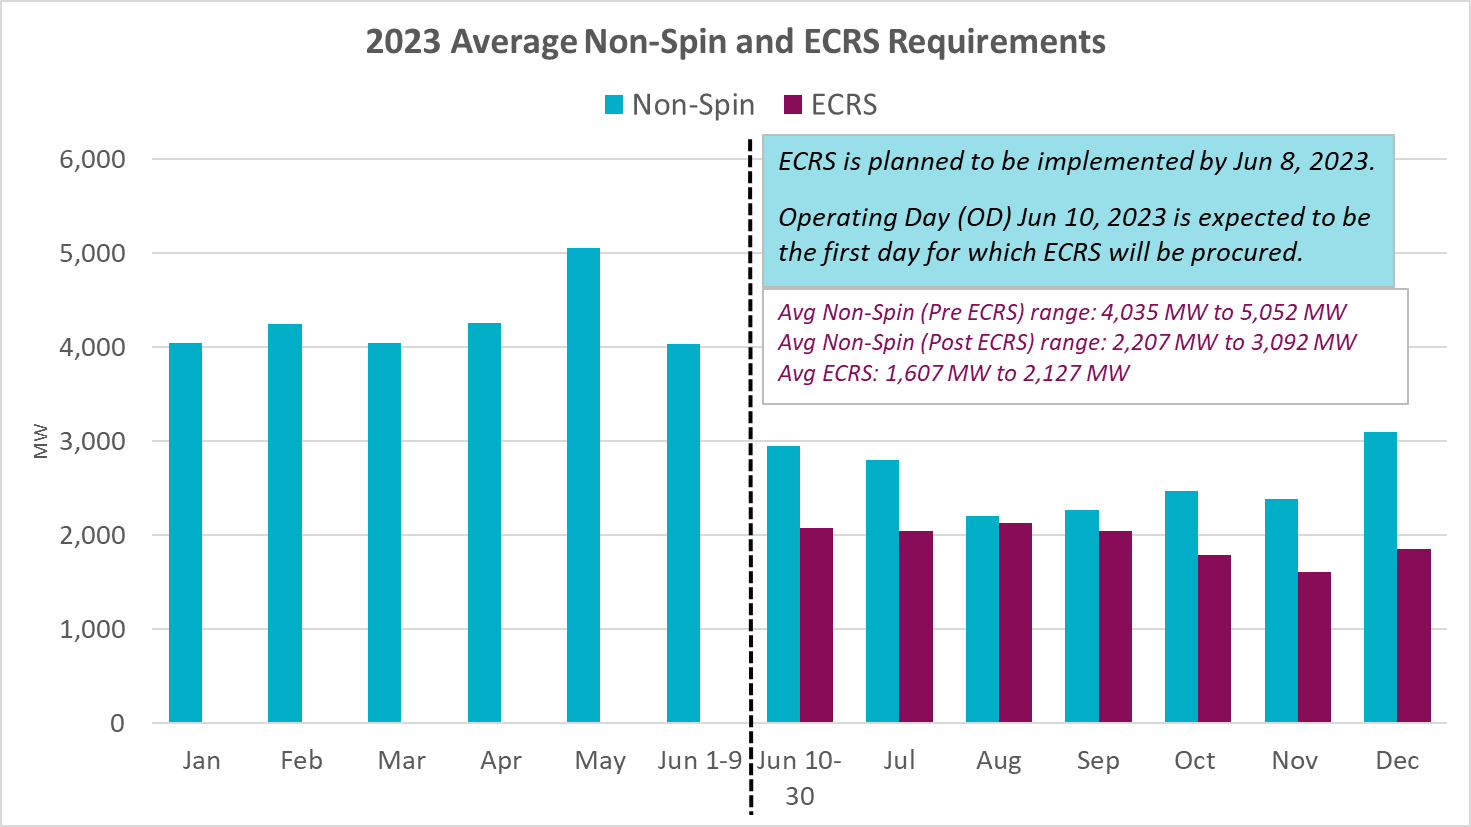 2023 Average Non-Spin and ECRS Requirements
Non-Spin ECRS
ECRS is planned to be implemented by Jun 8, 2023.
Operating Day (OD) Jun 10, 2023 is expected to be
the first day for which ECRS will be procured.
Avg Non-Spin (Pre ECRS) range: 4,035 MW to 5,052 MW
Avg Non-Spin (Post ECRS) range: 2,207 MW to 3,092 MW
Avg ECRS: 1,607 MW to 2,127 MW
MW
6,000
5,000
4,000
3,000
2,000
1,000
0
Jan Feb Mar Apr May Jun 1-9 Jun 10- Jul Aug Sep Oct Nov Dec
30